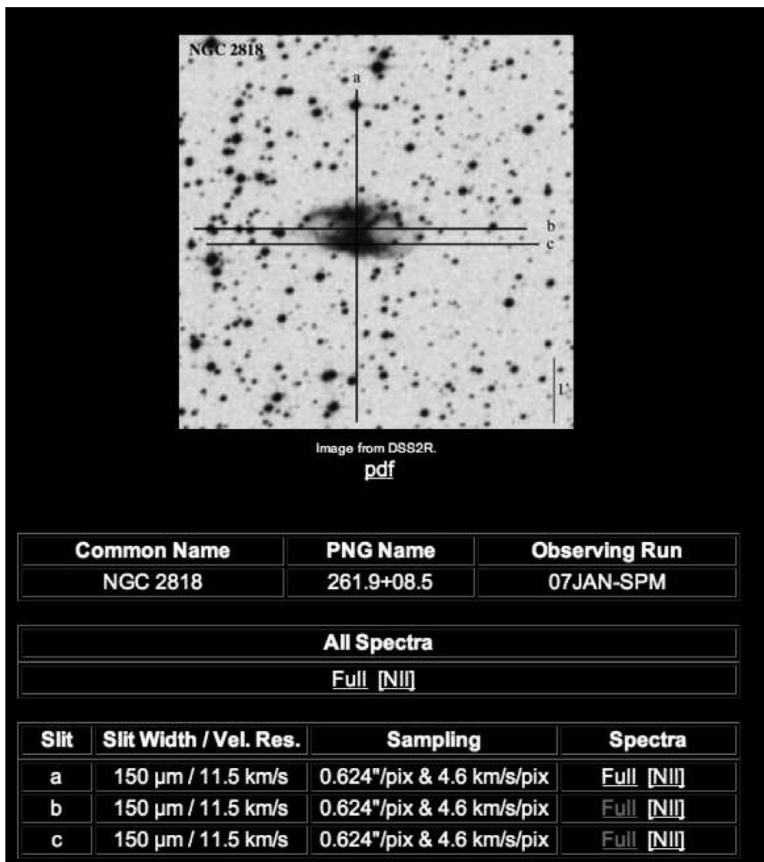 NGC 2818
a
b
c
1'
Image from DSS2R.
pdf
Common Name PNG Name Observing Run
NGC 2818 261.9+08.5 07JAN-SPM
All Spectra
Full [NII]
Slit Slit Width / Vel. Res. Sampling Spectra
a 150 µm / 11.5 km/s 0.624"/pix & 4.6 km/s/pix Full [NII]
b 150 µm / 11.5 km/s 0.624"/pix & 4.6 km/s/pix Full [NII]
c 150 µm / 11.5 km/s 0.624"/pix & 4.6 km/s/pix Full [NII]